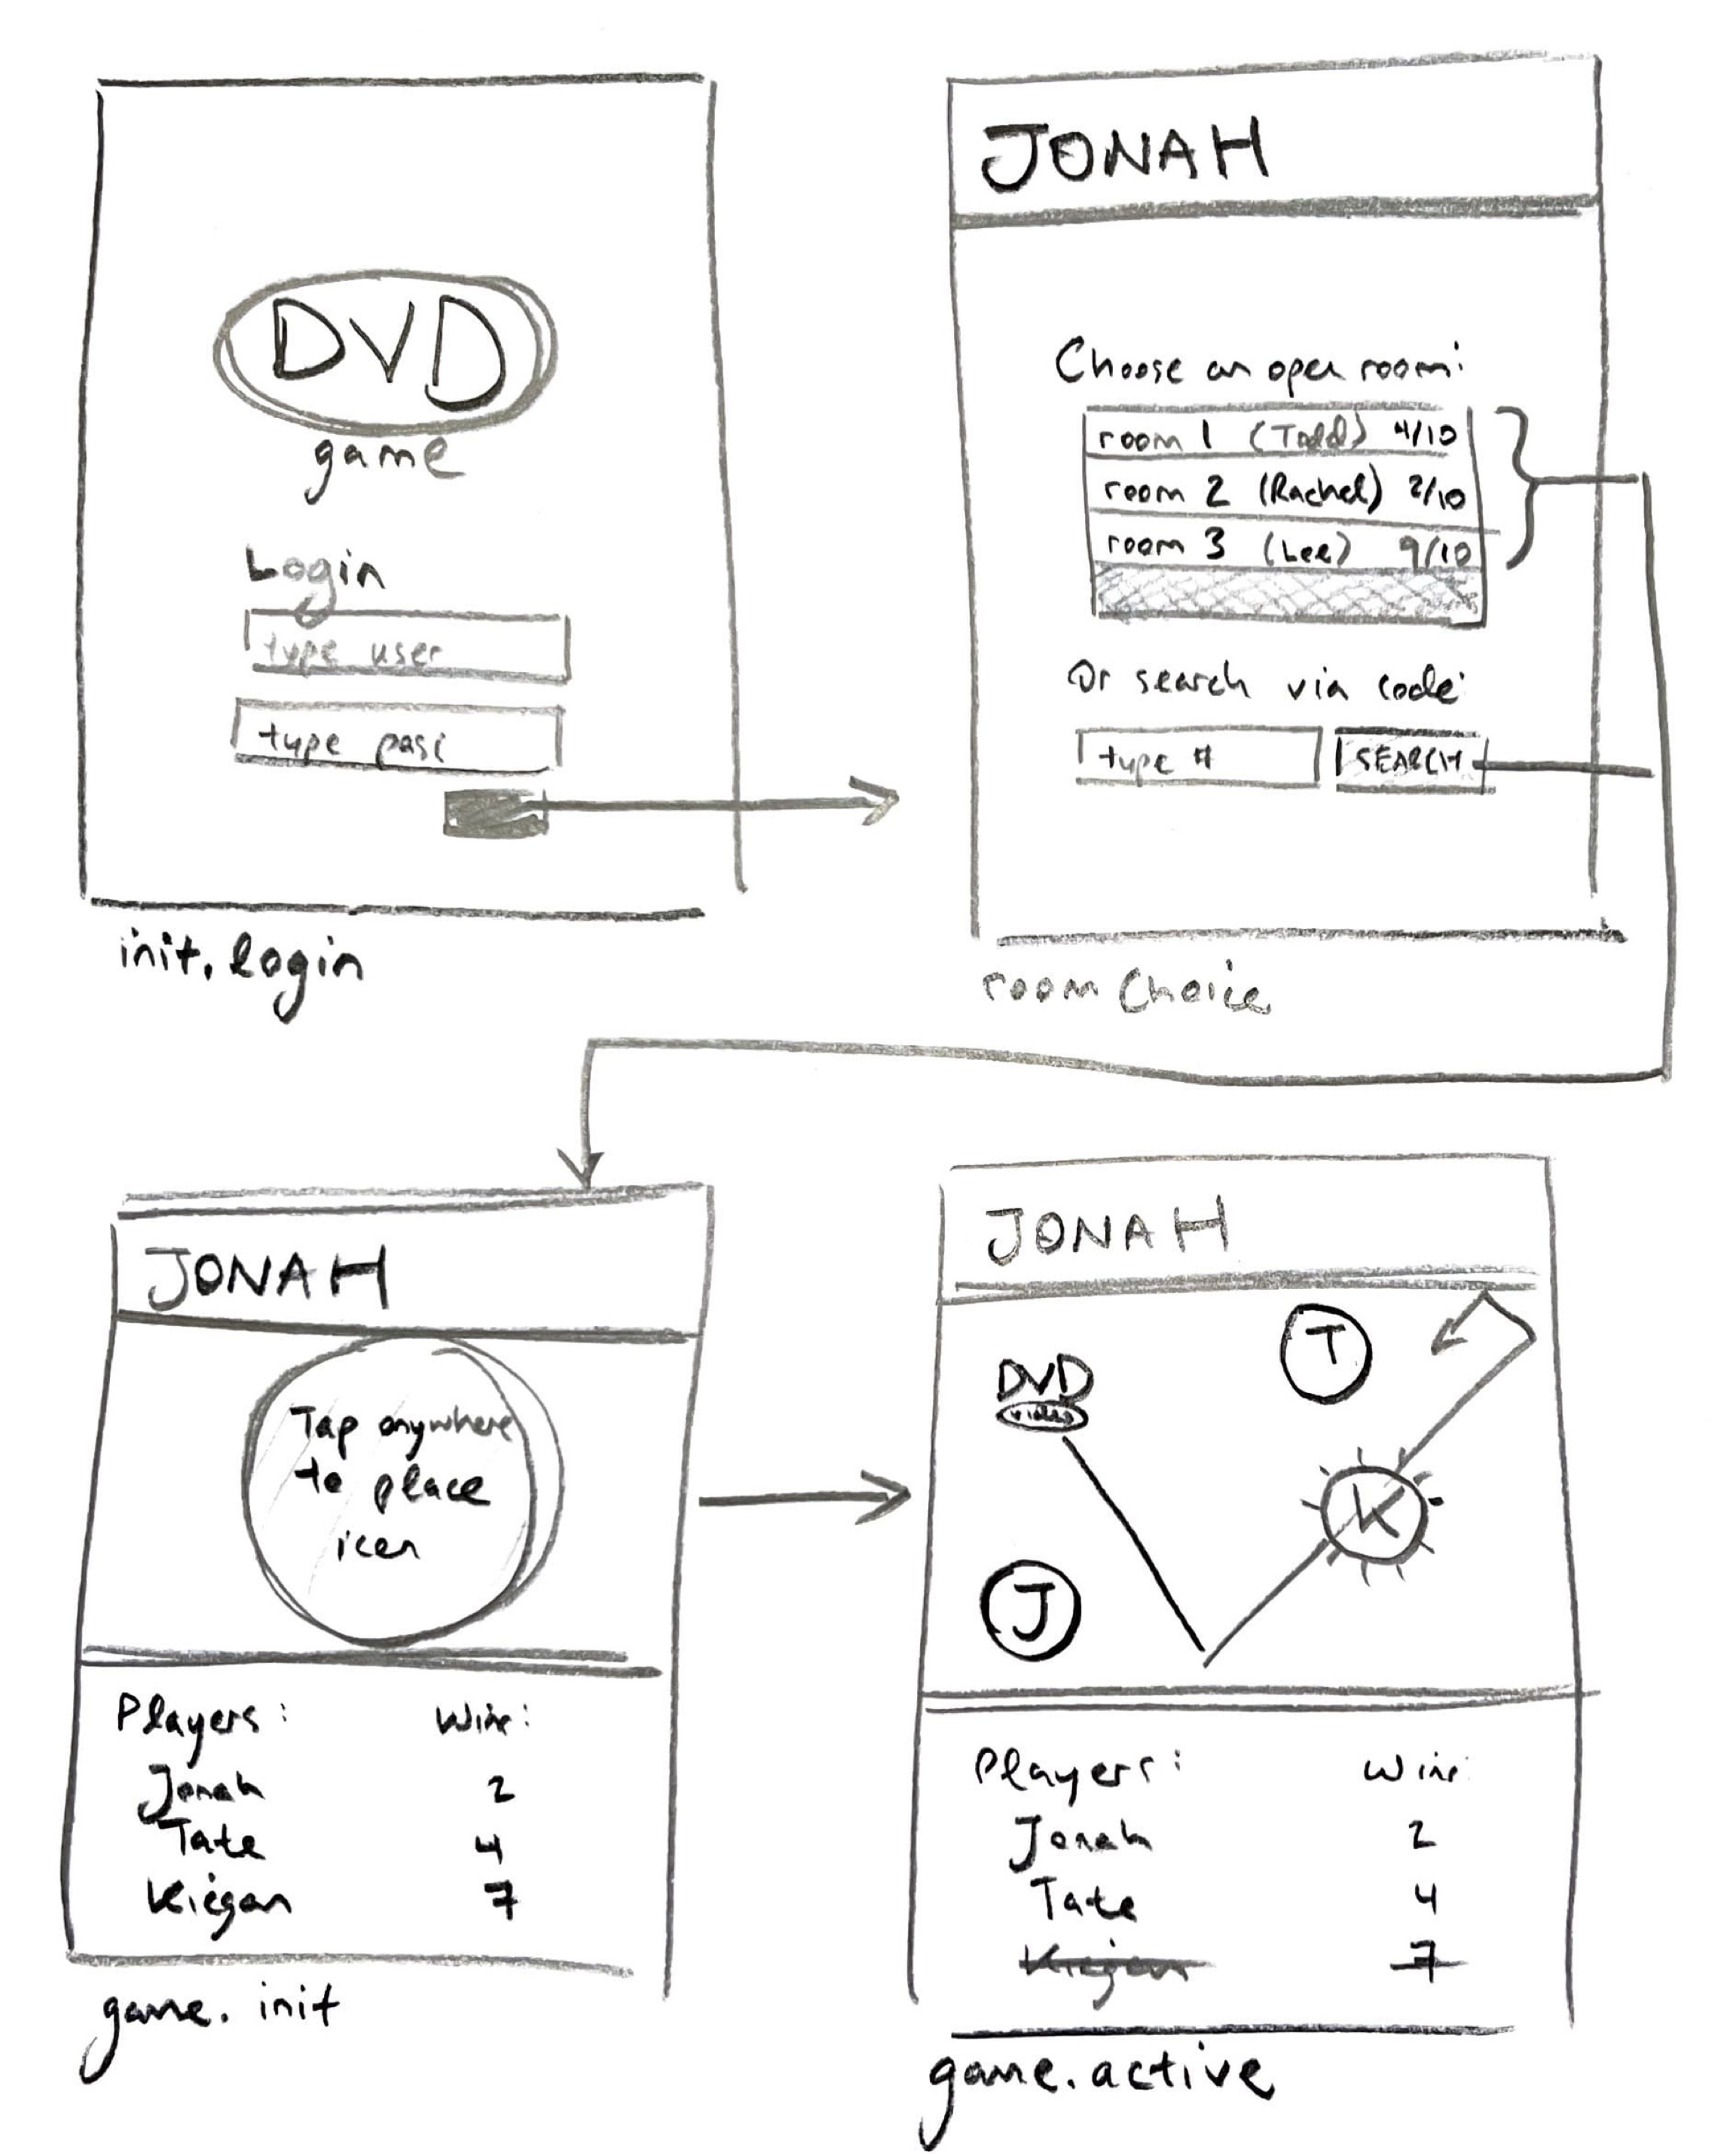 DVD
game
Login
type user
type pass
init.login
JONAH
Choose an open room:
room 1 (Todd) 4/10
room 2 (Rachel) 2/10
room 3 (Lee) 9/10
Or search via code:
type #
SEARCH
room Choice
JONAH
Tap anywhere
to place
icon
Players: Wins:
Jonah 2
Tate 4
Kiegan 7
game.init
JONAH
DVD
video
T
K
J
Players: Wins:
Jonah 2
Tate 4
Kiegan 7
game.active